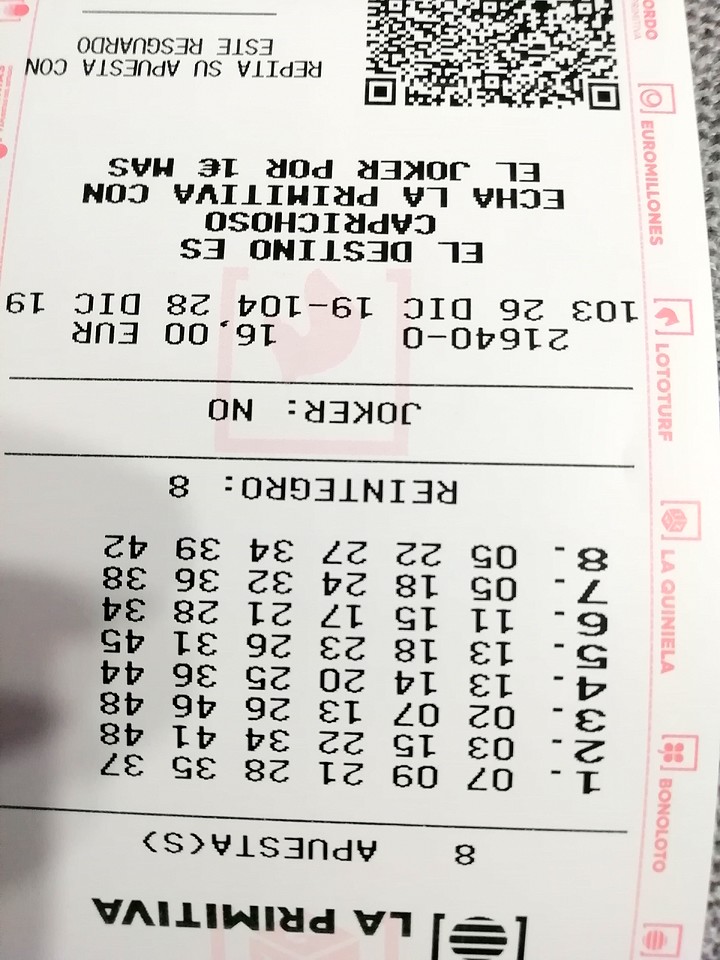 LA PRIMITIVA
8 APUESTA(S)
1.- 07 09 21 28 35 37
2.- 03 15 22 34 41 48
3.- 02 07 13 26 46 48
4.- 13 14 20 25 36 44
5.- 13 18 23 26 31 45
6.- 11 15 17 21 28 34
7.- 05 18 24 32 36 38
8.- 05 22 27 34 39 42
REINTEGRO: 8
JOKER: NO
21640-0 16,00 EUR
103 26 DIC 19-104 28 DIC 19
EL DESTINO ES
CAPRICHOSO
ECHA LA PRIMITIVA CON
EL JOKER POR 1€ MAS
REPITA SU APUESTA CON
ESTE RESGUARDO
ORDO
PRIMITIVA
EUROMILLONES
LOTOTURF
LA QUINIELA
BONOLOTO